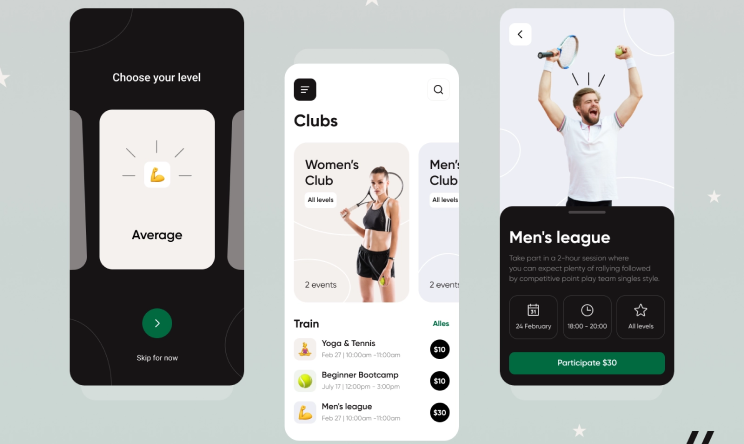 Choose your level
Average
Skip for now
Clubs
Women's
Club
All levels
2 events
Men's
Club
All levels
2 events
Train
Alles
Yoga & Tennis
Feb 27 | 10:00am -11:00am
$10
Beginner Bootcamp
July 17 | 12:00pm - 3:00pm
$10
Men's league
Feb 27 | 10:00am -11:00am
$30
Men's league
Take part in a 2-hour session where
you can expect plenty of rallying followed
by competitive point play team singles style.
31
24 February
18:00 - 20:00
All levels
Participate $30